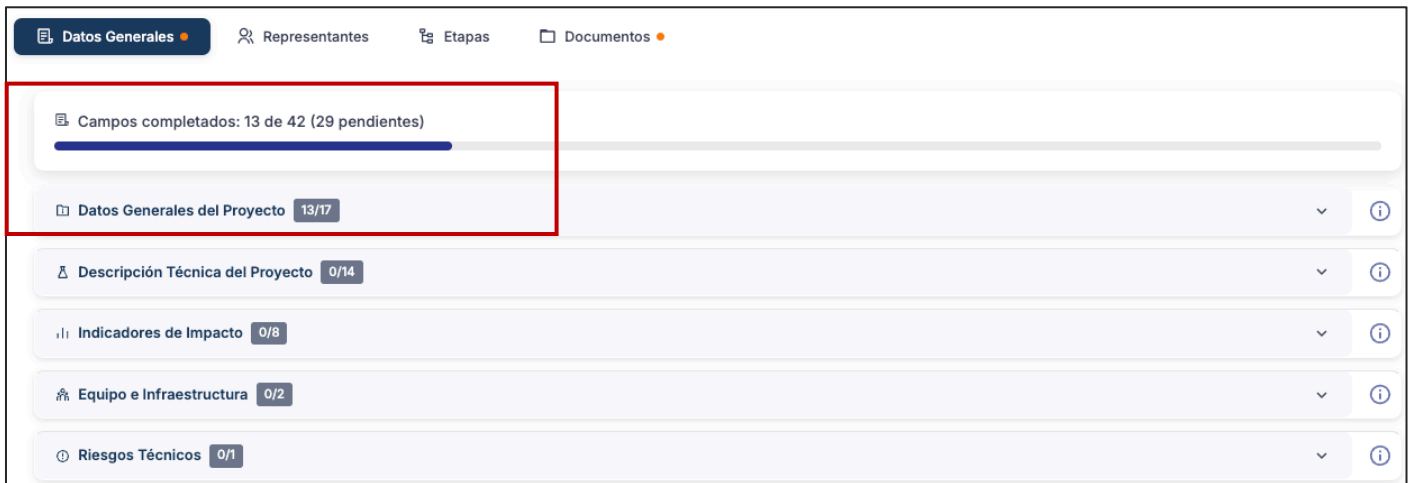 Datos Generales Representantes Etapas Documentos
Campos completados: 13 de 42 (29 pendientes)
Datos Generales del Proyecto 13/17
Descripción Técnica del Proyecto 0/14
Indicadores de Impacto 0/8
Equipo e Infraestructura 0/2
Riesgos Técnicos 0/1